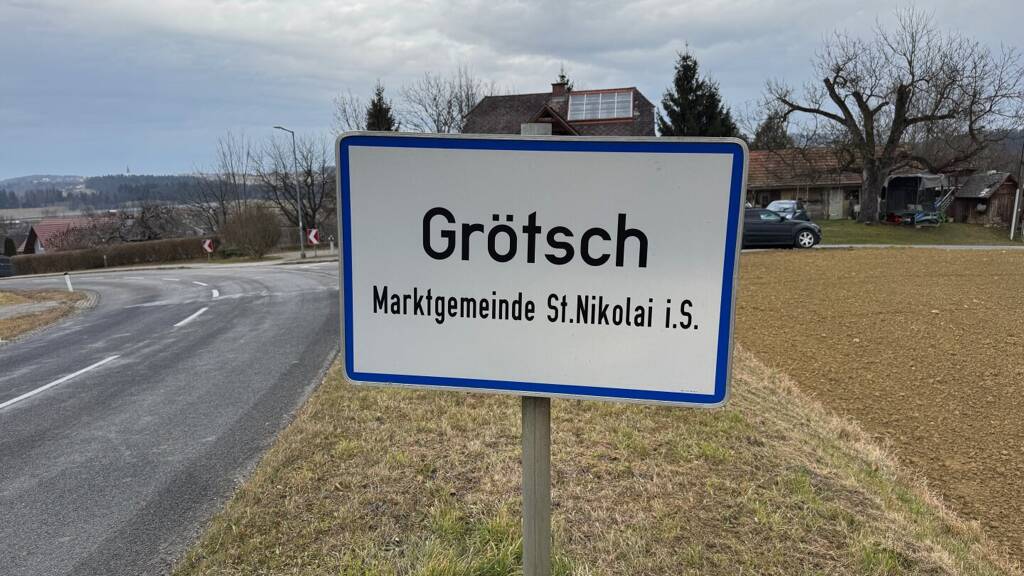 Grötsch
Marktgemeinde St.Nikolai i.S.